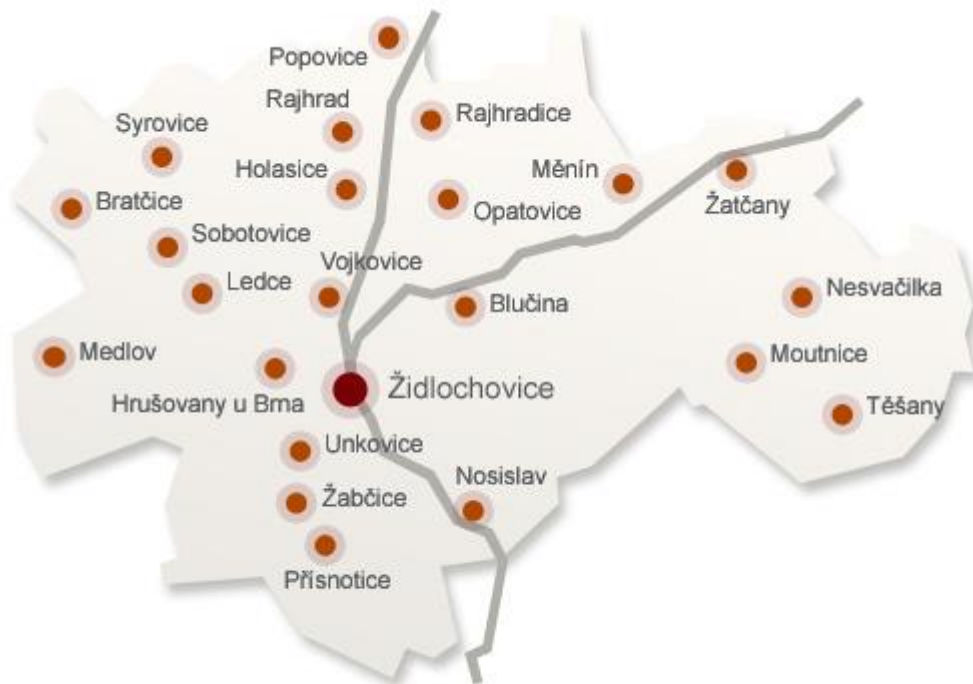 Popovice
Rajhrad
Rajhradice
Syrovice
Holasice
Měnín
Bratčice
Opatovice
Žatčany
Sobotovice
Vojkovice
Ledce
Blučina
Nesvačilka
Medlov
Moutnice
Židlochovice
Hrušovany u Brna
Těšany
Unkovice
Nosislav
Žabčice
Přísnotice